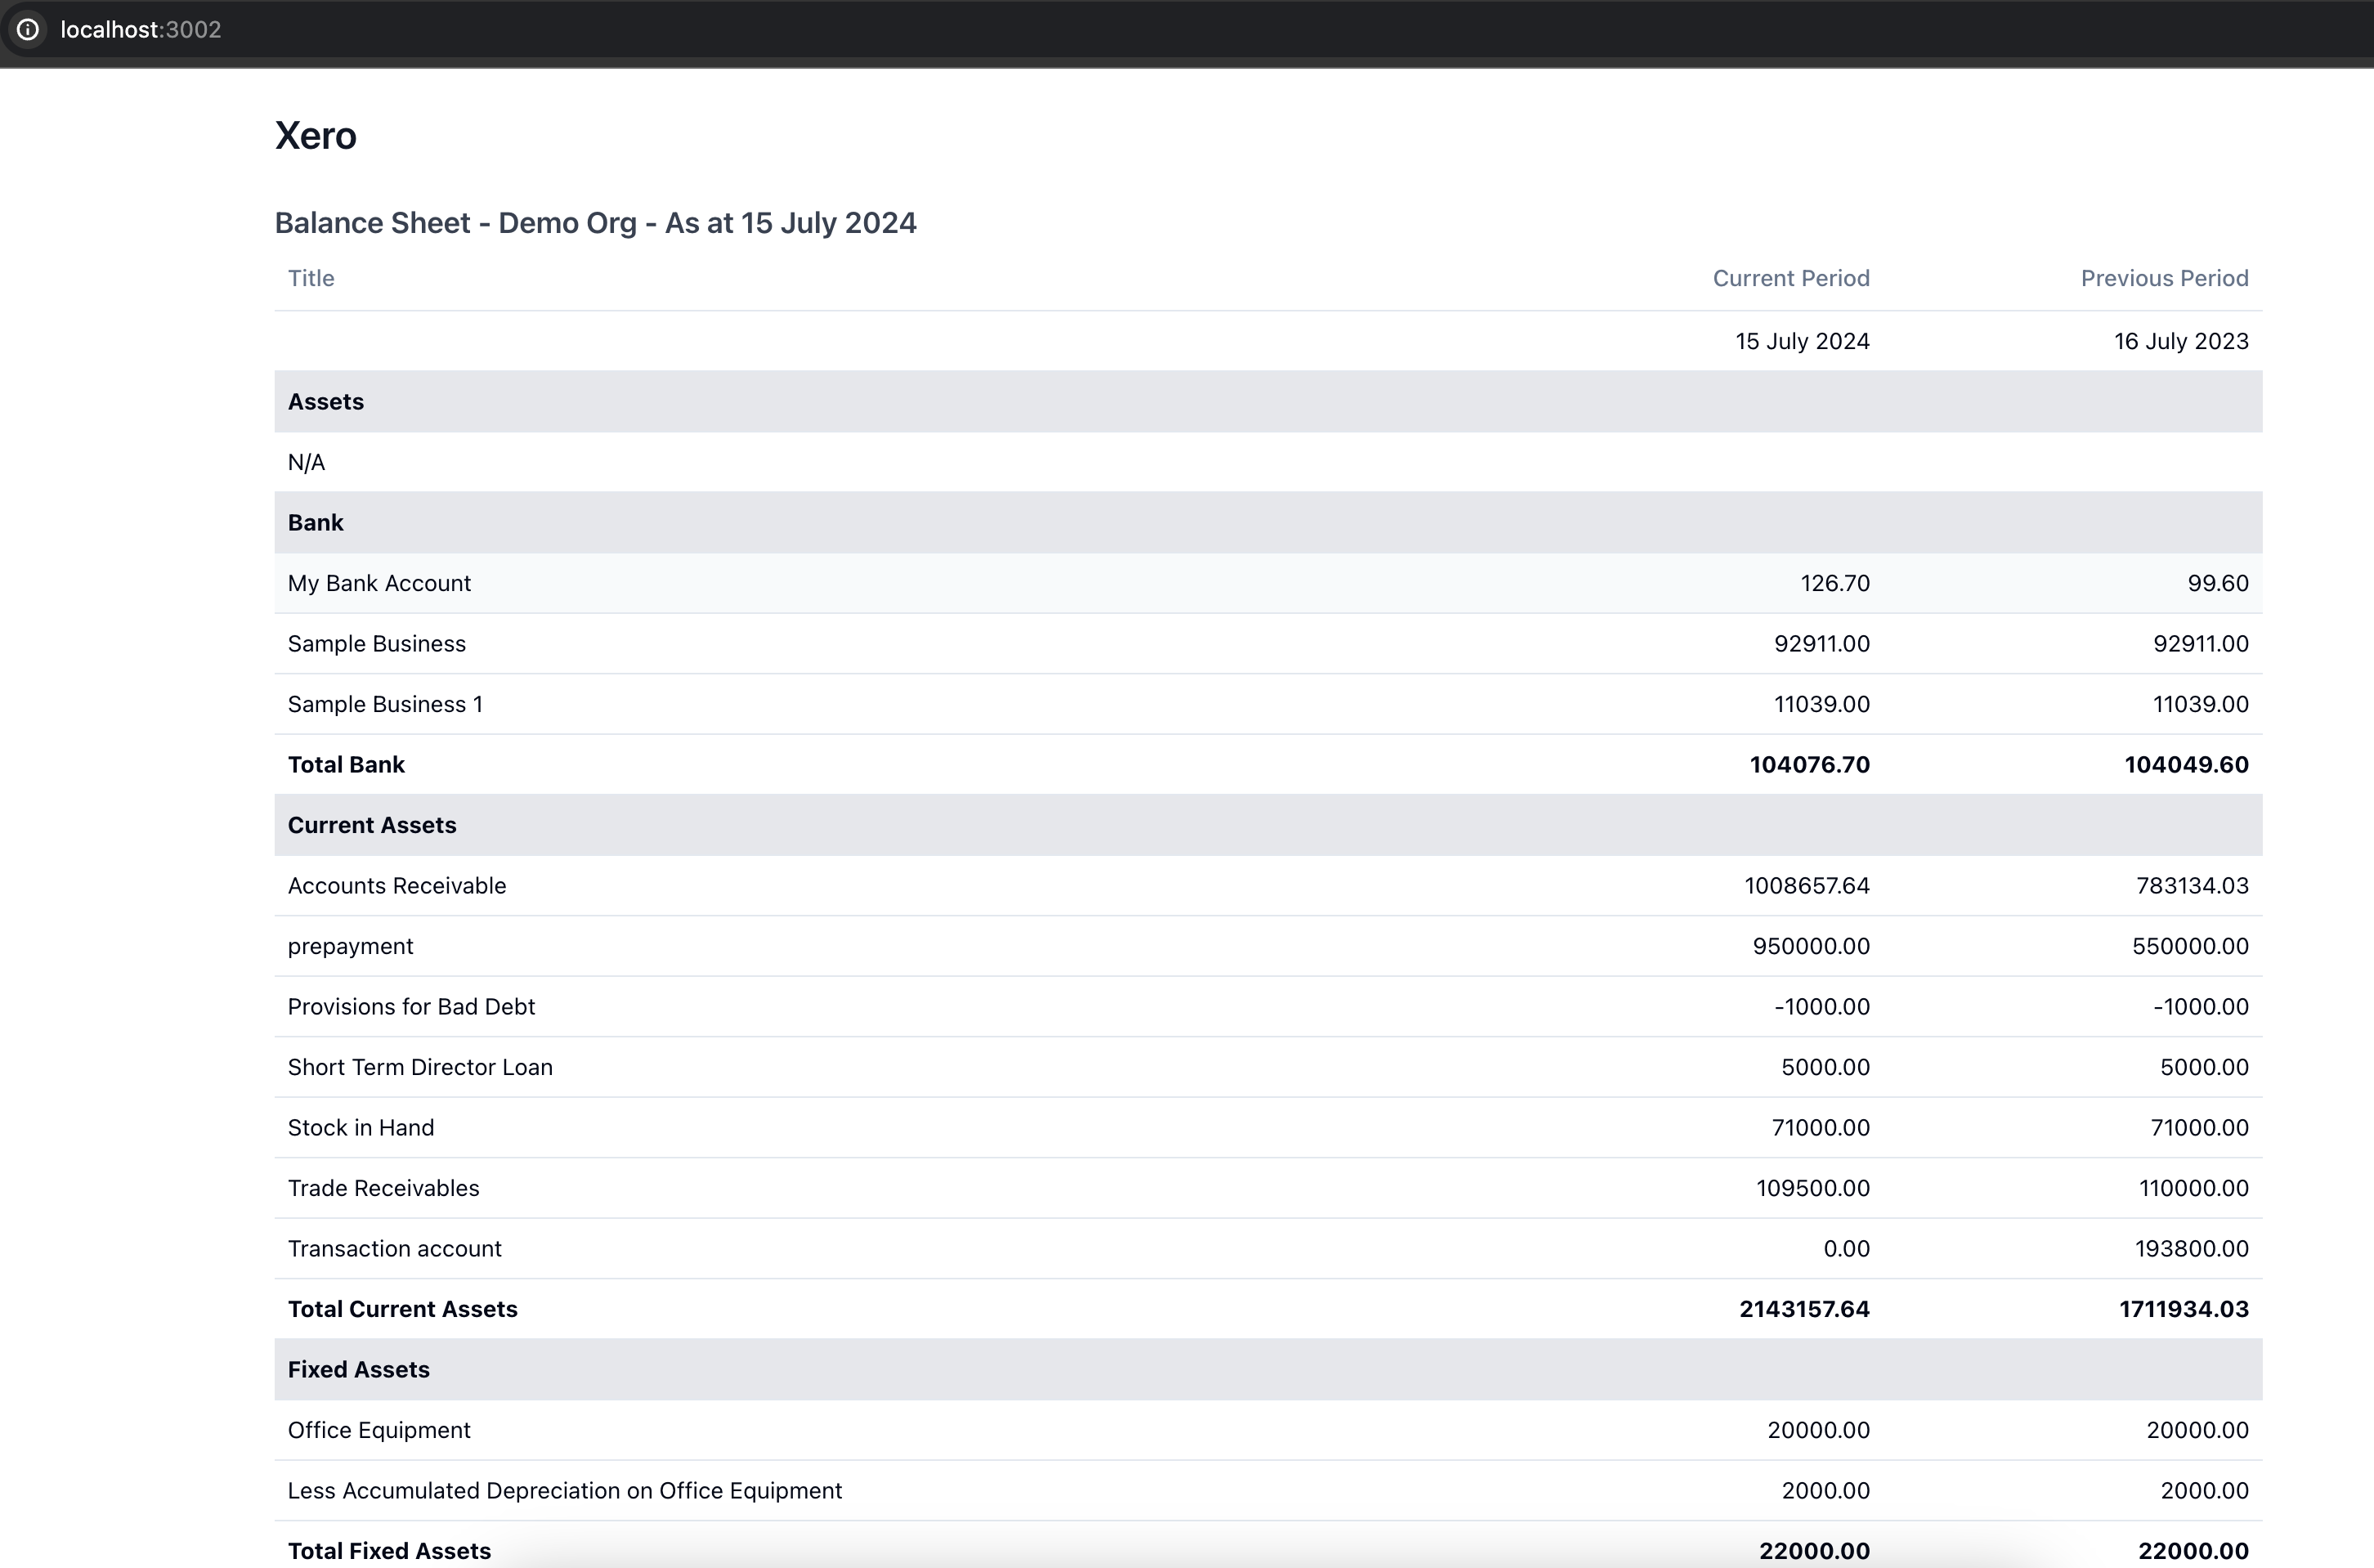 localhost:3002
Xero
Balance Sheet - Demo Org - As at 15 July 2024
Title Current Period Previous Period
15 July 2024 16 July 2023
Assets
N/A
Bank
My Bank Account 126.70 99.60
Sample Business 92911.00 92911.00
Sample Business 1 11039.00 11039.00
Total Bank 104076.70 104049.60
Current Assets
Accounts Receivable 1008657.64 783134.03
prepayment 950000.00 550000.00
Provisions for Bad Debt -1000.00 -1000.00
Short Term Director Loan 5000.00 5000.00
Stock in Hand 71000.00 71000.00
Trade Receivables 109500.00 110000.00
Transaction account 0.00 193800.00
Total Current Assets 2143157.64 1711934.03
Fixed Assets
Office Equipment 20000.00 20000.00
Less Accumulated Depreciation on Office Equipment 2000.00 2000.00
Total Fixed Assets 22000.00 22000.00